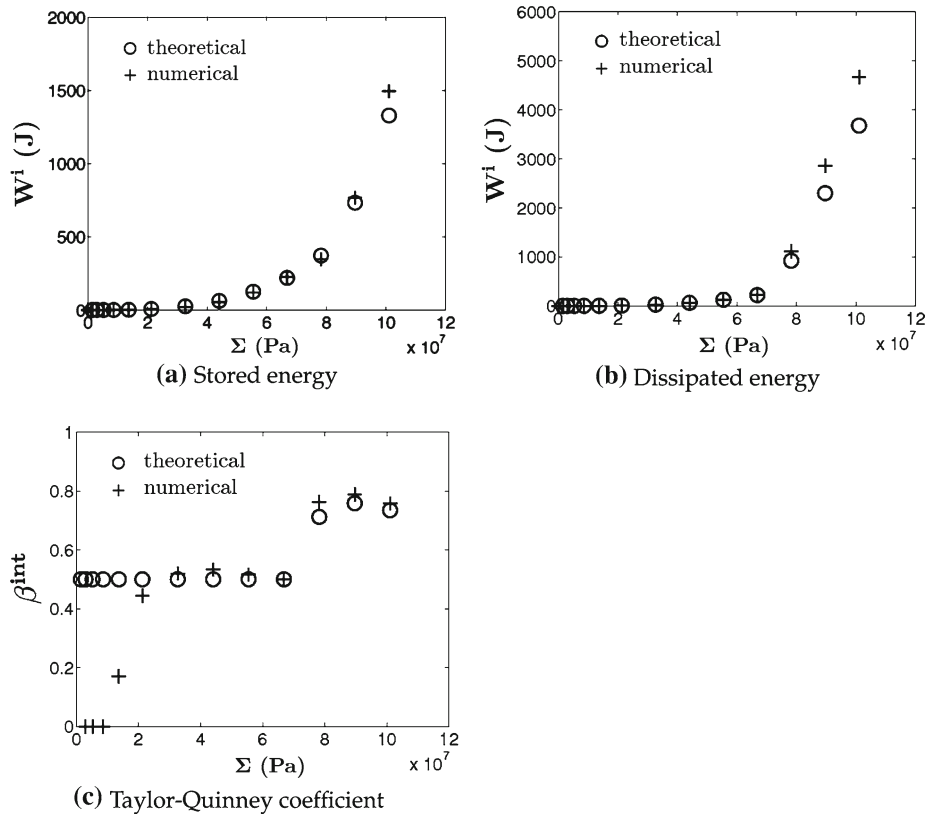 2000
1500
1000
500
0
W^i (J)
theoretical
numerical
0 2 4 6 8 10 12
Σ (Pa)
x 10^7
(a) Stored energy
6000
5000
4000
3000
2000
1000
0
W^i (J)
theoretical
numerical
0 2 4 6 8 10 12
Σ (Pa)
x 10^7
(b) Dissipated energy
1
0.8
0.6
0.4
0.2
0
β^int
theoretical
numerical
0 2 4 6 8 10 12
Σ (Pa)
x 10^7
(c) Taylor-Quinney coefficient